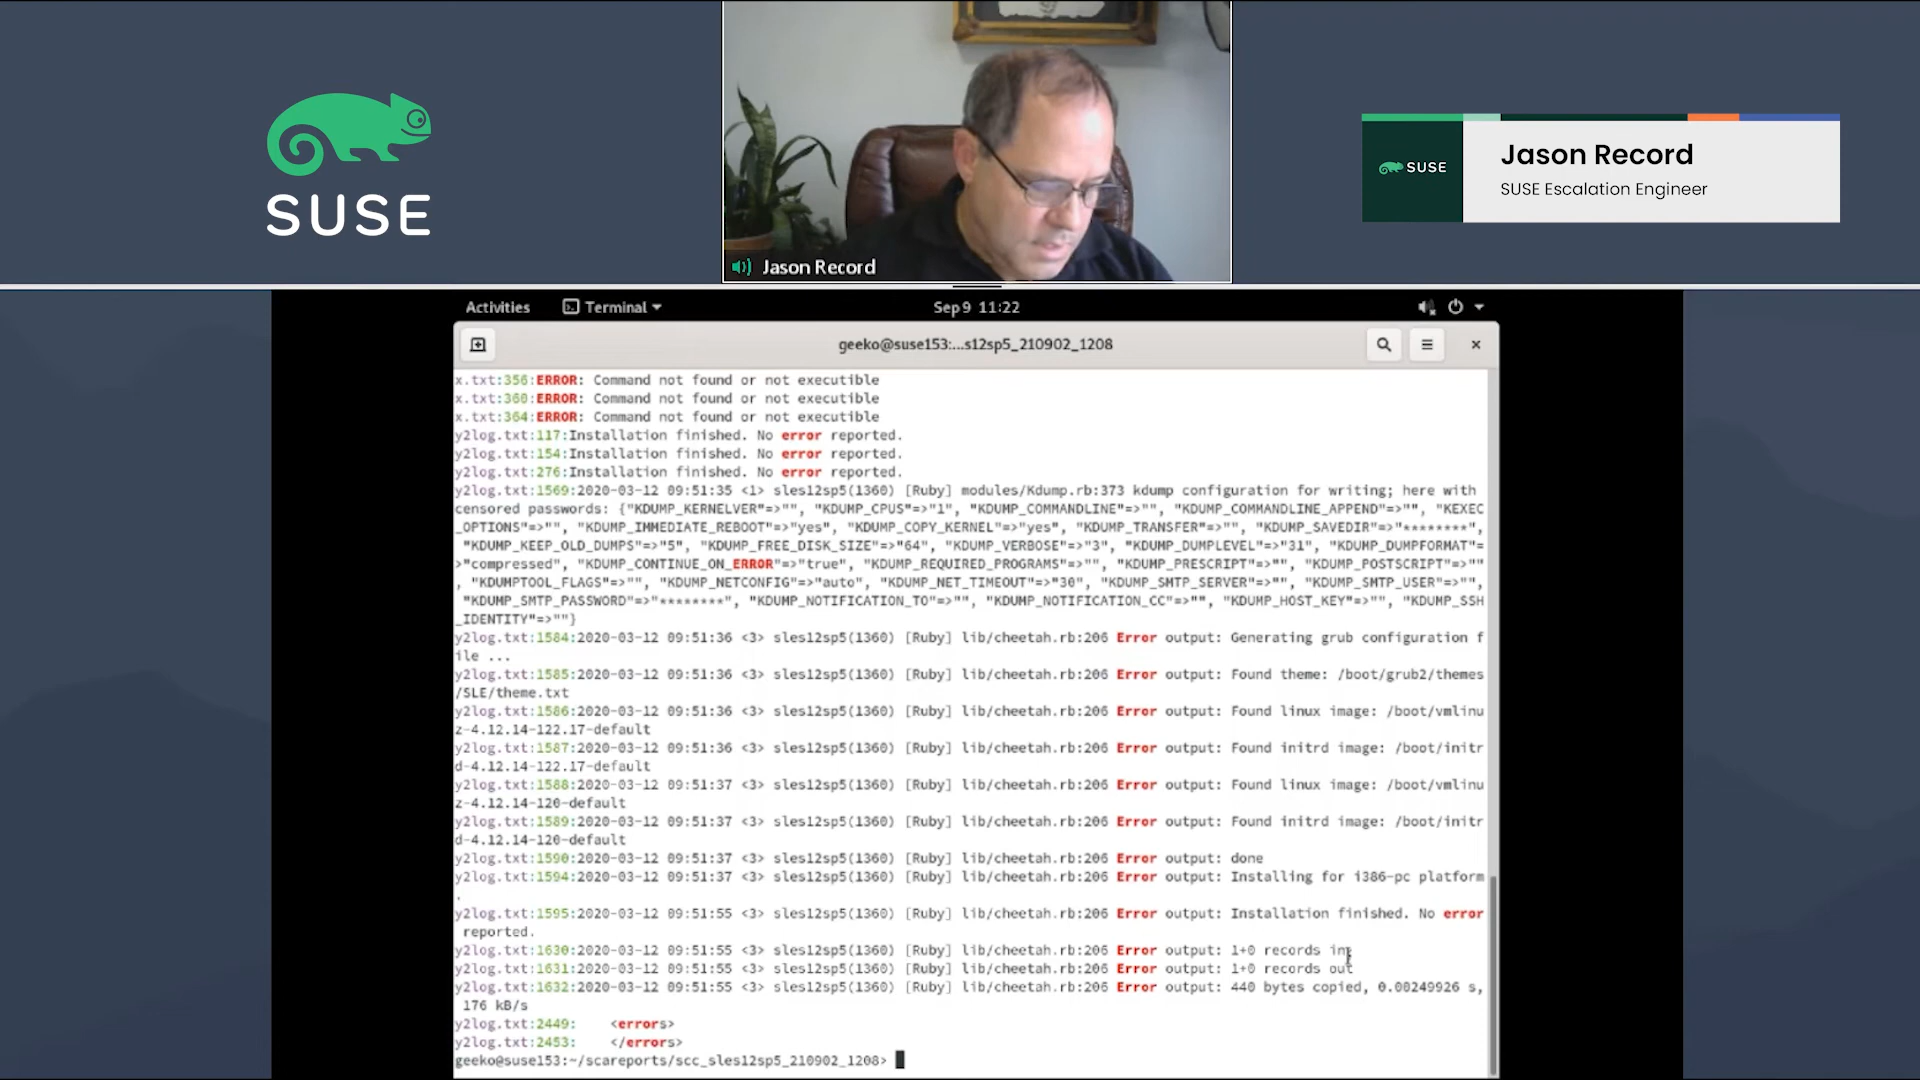 SUSE
Jason Record
SUSE
Jason Record
SUSE Escalation Engineer
Activities
Terminal
Sep 9 11:22
geeko@suse153:...s12sp5_210902_1208
x.txt:356:ERROR: Command not found or not executible
x.txt:360:ERROR: Command not found or not executible
x.txt:364:ERROR: Command not found or not executible
y2log.txt:117:Installation finished. No error reported.
y2log.txt:154:Installation finished. No error reported.
y2log.txt:276:Installation finished. No error reported.
y2log.txt:1569:2020-03-12 09:51:35 <1> sles12sp5(1360) [Ruby] modules/Kdump.rb:373 kdump configuration for writing; here with
censored passwords: {"KDUMP_KERNELVER"=>"", "KDUMP_CPUS"=>"1", "KDUMP_COMMANDLINE"=>"", "KDUMP_COMMANDLINE_APPEND"=>"", "KEXEC
_OPTIONS"=>"", "KDUMP_IMMEDIATE_REBOOT"=>"yes", "KDUMP_COPY_KERNEL"=>"yes", "KDUMP_TRANSFER"=>"", "KDUMP_SAVEDIR"=>"********",
"KDUMP_KEEP_OLD_DUMPS"=>"5", "KDUMP_FREE_DISK_SIZE"=>"64", "KDUMP_VERBOSE"=>"3", "KDUMP_DUMPLEVEL"=>"31", "KDUMP_DUMPFORMAT"=
>"compressed", "KDUMP_CONTINUE_ON_ERROR"=>"true", "KDUMP_REQUIRED_PROGRAMS"=>"", "KDUMP_PRESCRIPT"=>"", "KDUMP_POSTSCRIPT"=>""
, "KDUMPTOOL_FLAGS"=>"", "KDUMP_NETCONFIG"=>"auto", "KDUMP_NET_TIMEOUT"=>"30", "KDUMP_SMTP_SERVER"=>"", "KDUMP_SMTP_USER"=>"",
"KDUMP_SMTP_PASSWORD"=>"********", "KDUMP_NOTIFICATION_TO"=>"", "KDUMP_NOTIFICATION_CC"=>"", "KDUMP_HOST_KEY"=>"", "KDUMP_SSH
_IDENTITY"=>""}
y2log.txt:1584:2020-03-12 09:51:36 <3> sles12sp5(1360) [Ruby] lib/cheetah.rb:206 Error output: Generating grub configuration f
ile ...
y2log.txt:1585:2020-03-12 09:51:36 <3> sles12sp5(1360) [Ruby] lib/cheetah.rb:206 Error output: Found theme: /boot/grub2/themes
/SLE/theme.txt
y2log.txt:1586:2020-03-12 09:51:36 <3> sles12sp5(1360) [Ruby] lib/cheetah.rb:206 Error output: Found linux image: /boot/vmlinu
z-4.12.14-122.17-default
y2log.txt:1587:2020-03-12 09:51:36 <3> sles12sp5(1360) [Ruby] lib/cheetah.rb:206 Error output: Found initrd image: /boot/initr
d-4.12.14-122.17-default
y2log.txt:1588:2020-03-12 09:51:37 <3> sles12sp5(1360) [Ruby] lib/cheetah.rb:206 Error output: Found linux image: /boot/vmlinu
z-4.12.14-120-default
y2log.txt:1589:2020-03-12 09:51:37 <3> sles12sp5(1360) [Ruby] lib/cheetah.rb:206 Error output: Found initrd image: /boot/initr
d-4.12.14-120-default
y2log.txt:1590:2020-03-12 09:51:37 <3> sles12sp5(1360) [Ruby] lib/cheetah.rb:206 Error output: done
y2log.txt:1594:2020-03-12 09:51:37 <3> sles12sp5(1360) [Ruby] lib/cheetah.rb:206 Error output: Installing for i386-pc platform
.
y2log.txt:1595:2020-03-12 09:51:55 <3> sles12sp5(1360) [Ruby] lib/cheetah.rb:206 Error output: Installation finished. No error
reported.
y2log.txt:1630:2020-03-12 09:51:55 <3> sles12sp5(1360) [Ruby] lib/cheetah.rb:206 Error output: 1+0 records in
y2log.txt:1631:2020-03-12 09:51:55 <3> sles12sp5(1360) [Ruby] lib/cheetah.rb:206 Error output: 1+0 records out
y2log.txt:1632:2020-03-12 09:51:55 <3> sles12sp5(1360) [Ruby] lib/cheetah.rb:206 Error output: 440 bytes copied, 0.00249926 s,
176 kB/s
y2log.txt:2449: <errors>
y2log.txt:2453: </errors>
geeko@suse153:~/scareports/scc_sles12sp5_210902_1208>